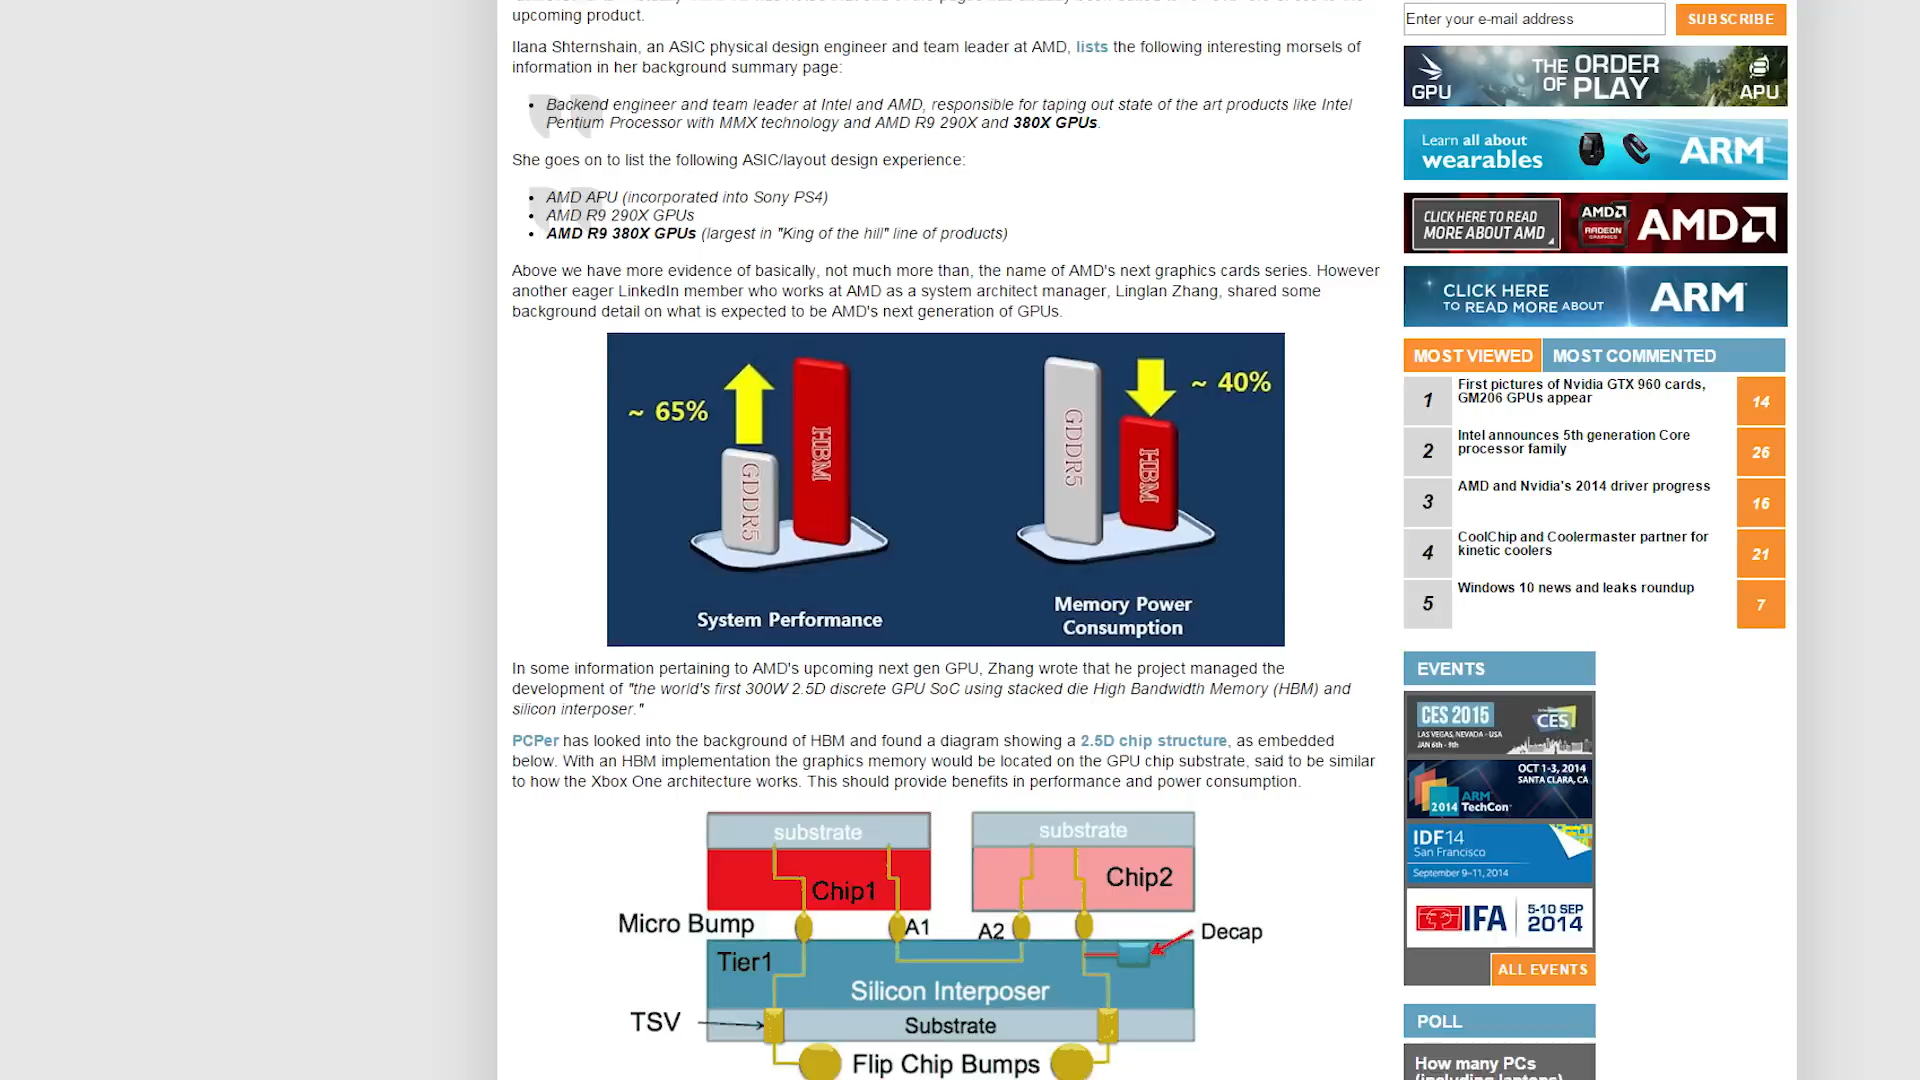 upcoming product.
Ilana Shternshain, an ASIC physical design engineer and team leader at AMD, lists the following interesting morsels of
information in her background summary page:
• Backend engineer and team leader at Intel and AMD, responsible for taping out state of the art products like Intel
Pentium Processor with MMX technology and AMD R9 290X and 380X GPUs.
She goes on to list the following ASIC/layout design experience:
• AMD APU (incorporated into Sony PS4)
• AMD R9 290X GPUs
• AMD R9 380X GPUs (largest in "King of the hill" line of products)
Above we have more evidence of basically, not much more than, the name of AMD's next graphics cards series. However
another eager LinkedIn member who works at AMD as a system architect manager, Linglan Zhang, shared some
background detail on what is expected to be AMD's next generation of GPUs.
~ 65%
GDDR5
HBM
System Performance
GDDR5
HBM
~ 40%
Memory Power
Consumption
In some information pertaining to AMD's upcoming next gen GPU, Zhang wrote that he project managed the
development of "the world's first 300W 2.5D discrete GPU SoC using stacked die High Bandwidth Memory (HBM) and
silicon interposer."
PCPer has looked into the background of HBM and found a diagram showing a 2.5D chip structure, as embedded
below. With an HBM implementation the graphics memory would be located on the GPU chip substrate, said to be similar
to how the Xbox One architecture works. This should provide benefits in performance and power consumption.
substrate
substrate
Chip1
Chip2
Micro Bump
A1
A2
Decap
Tier1
Silicon Interposer
TSV
Substrate
Flip Chip Bumps
Enter your e-mail address
SUBSCRIBE
GPU
THE ORDER
OF PLAY
APU
Learn all about
wearables
ARM
CLICK HERE TO READ
MORE ABOUT AMD
AMD
RADEON
GRAPHICS
AMD
CLICK HERE
TO READ MORE ABOUT
ARM
MOST VIEWED
MOST COMMENTED
1
First pictures of Nvidia GTX 960 cards,
GM206 GPUs appear
14
2
Intel announces 5th generation Core
processor family
26
3
AMD and Nvidia's 2014 driver progress
16
4
CoolChip and Coolermaster partner for
kinetic coolers
21
5
Windows 10 news and leaks roundup
7
EVENTS
CES 2015
LAS VEGAS, NEVADA - USA
JAN 6th - 9th
CES
OCT 1-3, 2014
SANTA CLARA, CA
2014
ARM
TechCon
IDF14
San Francisco
September 9–11, 2014
IFA
5-10 SEP
2014
ALL EVENTS
POLL
How many PCs
(including laptops)